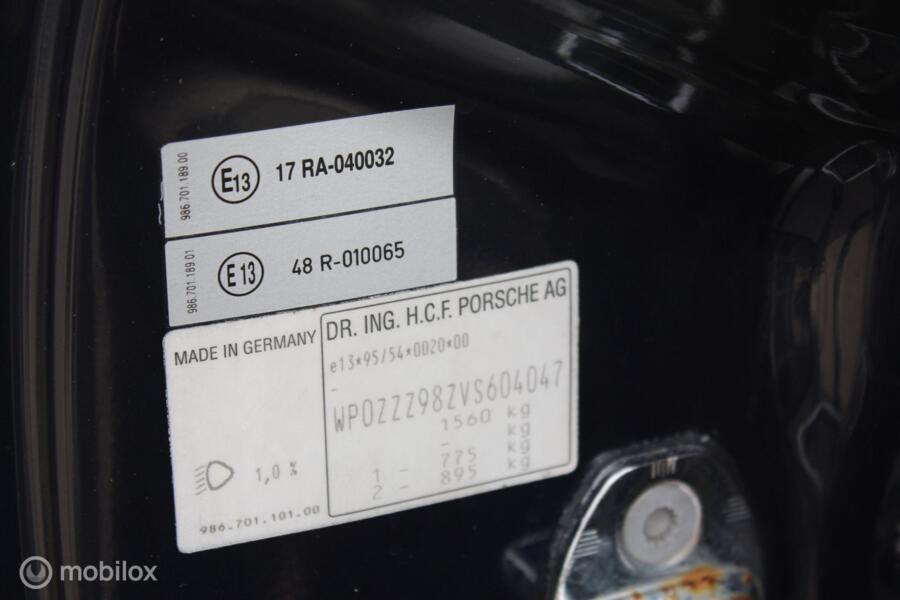 986.701.189.00
E13 17 RA-040032
986.701.189.01
E 13 48 R-010065
MADE IN GERMANY
DR. ING. H.C.F. PORSCHE AG
e13*95/54*0020*00
-
WP0ZZZ98ZVS604047
1560 kg
- kg
1 - 775 kg
2 - 895 kg
1,0 %
986.701.101.00
mobilox